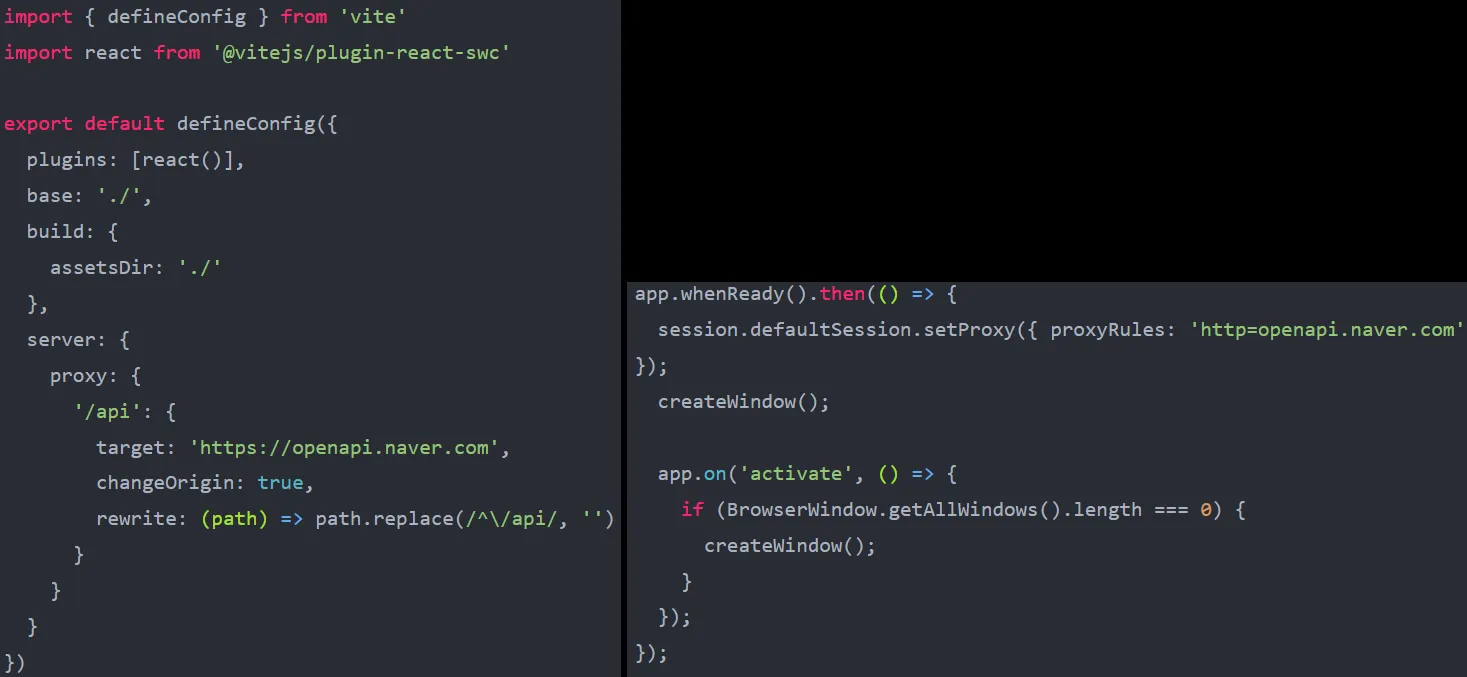 import { defineConfig } from 'vite'
import react from '@vitejs/plugin-react-swc'
export default defineConfig({
  plugins: [react()],
  base: './',
  build: {
    assetsDir: './'
  },
  server: {
    proxy: {
      '/api': {
        target: 'https://openapi.naver.com',
        changeOrigin: true,
        rewrite: (path) => path.replace(/^\/api/, '')
      }
    }
  }
})
app.whenReady().then(() => {
  session.defaultSession.setProxy({ proxyRules: 'http=openapi.naver.com'
});
  createWindow();
  app.on('activate', () => {
    if (BrowserWindow.getAllWindows().length === 0) {
      createWindow();
    }
  });
});